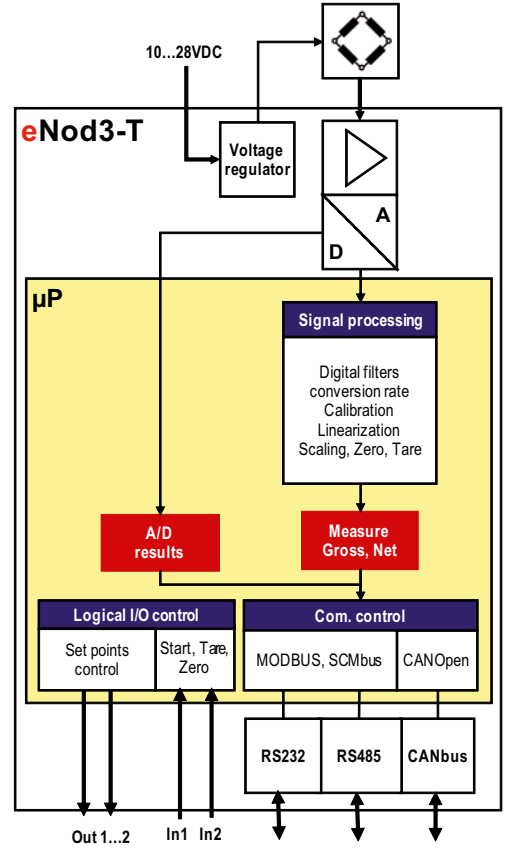 10...28VDC
eNod3-T
Voltage
regulator
A
D
µP
Signal processing
Digital filters
conversion rate
Calibration
Linearization
Scaling, Zero, Tare
A/D
results
Measure
Gross, Net
Logical I/O control
Set points
control
Start, Tare,
Zero
Com. control
MODBUS, SCMbus
CANOpen
RS232
RS485
CANbus
Out 1...2
In1
In2